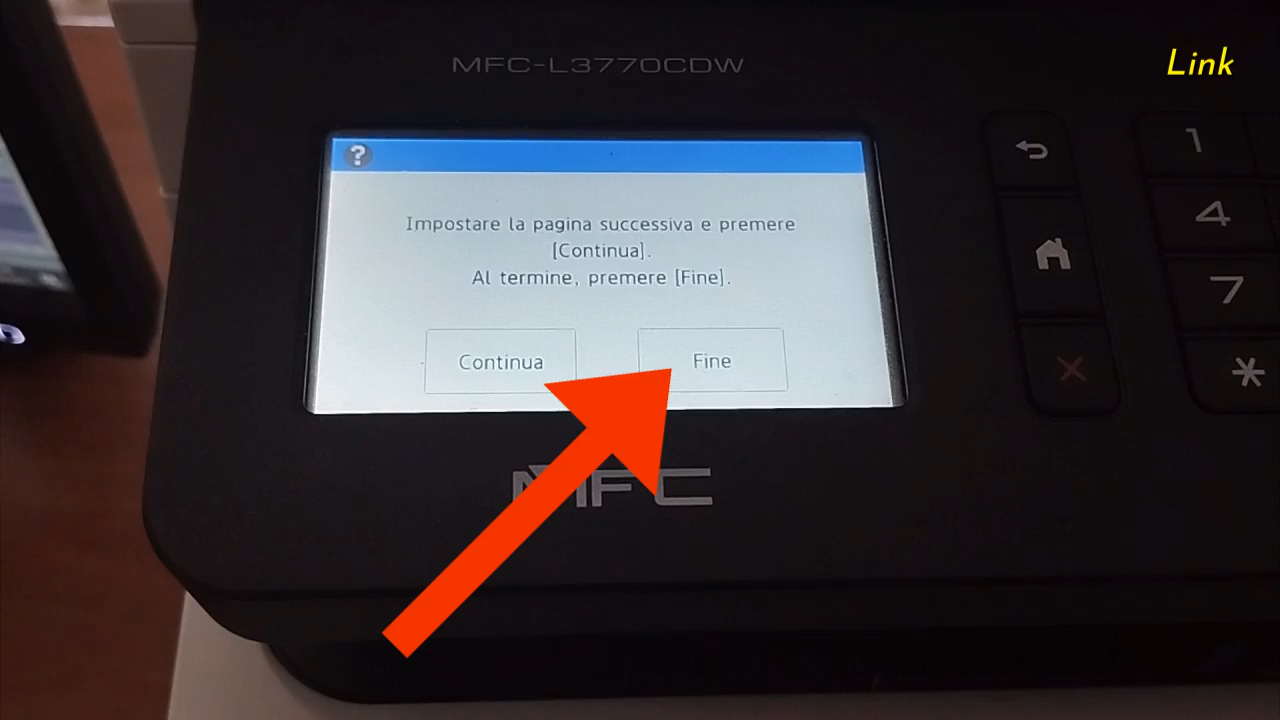 MFC-L3770CDW
Link
?
Impostare la pagina successiva e premere
[Continua].
Al termine, premere [Fine].
Continua
Fine
1
4
7
*
MFC